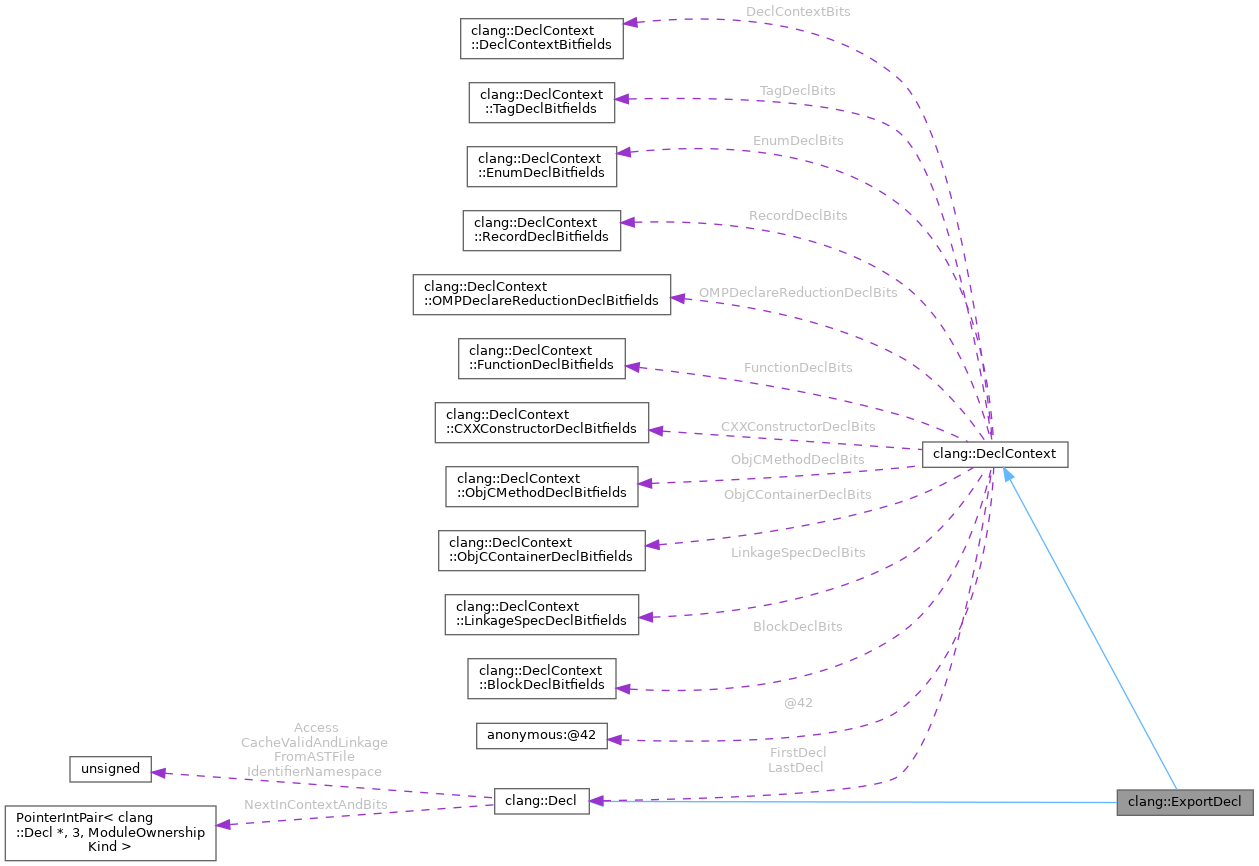 DeclContextBits
clang::DeclContext
::DeclContextBitfields
TagDeclBits
clang::DeclContext
::TagDeclBitfields
EnumDeclBits
clang::DeclContext
::EnumDeclBitfields
RecordDeclBits
clang::DeclContext
::RecordDeclBitfields
OMPDeclareReductionDeclBits
clang::DeclContext
::OMPDeclareReductionDeclBitfields
FunctionDeclBits
clang::DeclContext
::FunctionDeclBitfields
CXXConstructorDeclBits
clang::DeclContext
::CXXConstructorDeclBitfields
clang::DeclContext
ObjCMethodDeclBits
clang::DeclContext
::ObjCMethodDeclBitfields
ObjCContainerDeclBits
clang::DeclContext
::ObjCContainerDeclBitfields
LinkageSpecDeclBits
clang::DeclContext
::LinkageSpecDeclBitfields
BlockDeclBits
clang::DeclContext
::BlockDeclBitfields
@42
anonymous:@42
FirstDecl
LastDecl
Access
CacheValidAndLinkage
FromASTFile
IdentifierNamespace
unsigned
clang::Decl
clang::ExportDecl
NextInContextAndBits
PointerIntPair< clang
::Decl *, 3, ModuleOwnership
Kind >